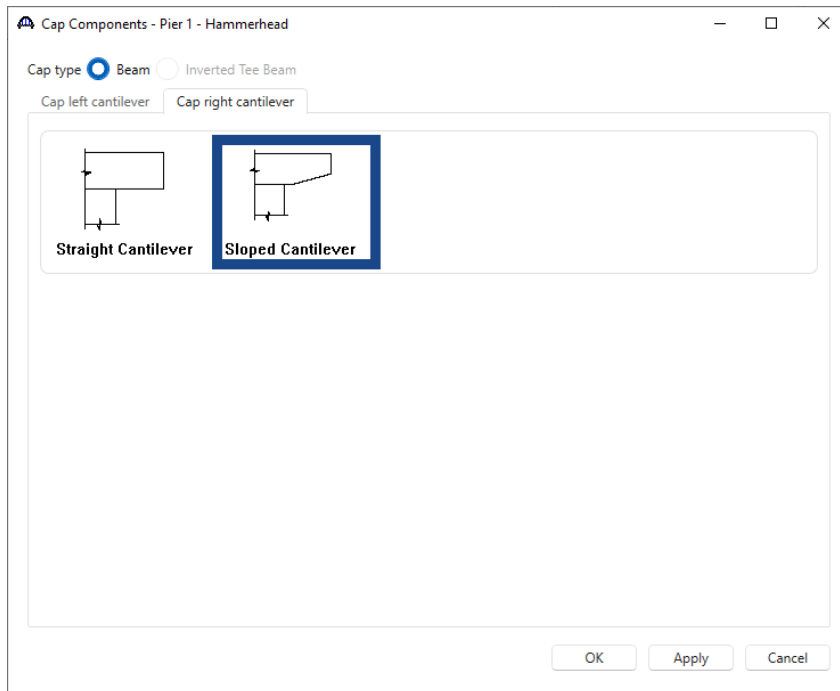 Cap Components - Pier 1 - Hammerhead
Cap type Beam Inverted Tee Beam
Cap left cantilever Cap right cantilever
Straight Cantilever Sloped Cantilever
OK Apply Cancel